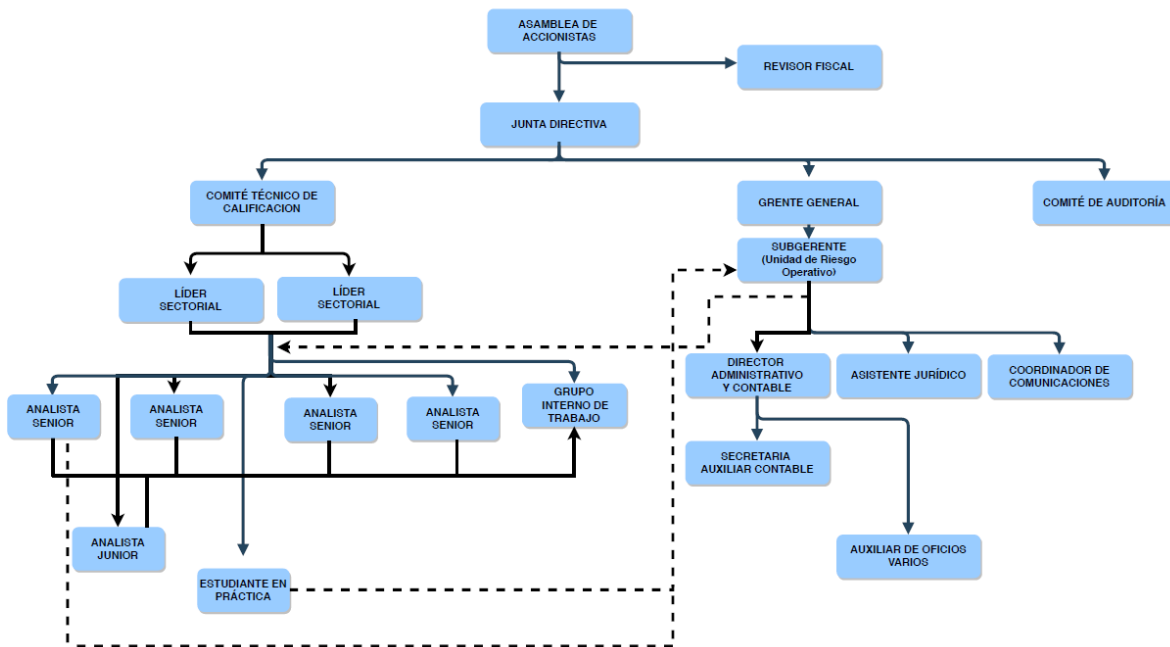 ASAMBLEA DE
ACCIONISTAS
REVISOR FISCAL
JUNTA DIRECTIVA
COMITÉ TÉCNICO DE
CALIFICACION
GRENTE GENERAL
COMITÉ DE AUDITORÍA
SUBGERENTE
(Unidad de Riesgo
Operativo)
LÍDER
SECTORIAL
LÍDER
SECTORIAL
DIRECTOR
ADMINISTRATIVO
Y CONTABLE
ASISTENTE JURÍDICO
COORDINADOR DE
COMUNICACIONES
ANALISTA
SENIOR
ANALISTA
SENIOR
ANALISTA
SENIOR
ANALISTA
SENIOR
GRUPO
INTERNO DE
TRABAJO
SECRETARIA
AUXILIAR CONTABLE
ANALISTA
JUNIOR
AUXILIAR DE OFICIOS
VARIOS
ESTUDIANTE EN
PRÁCTICA